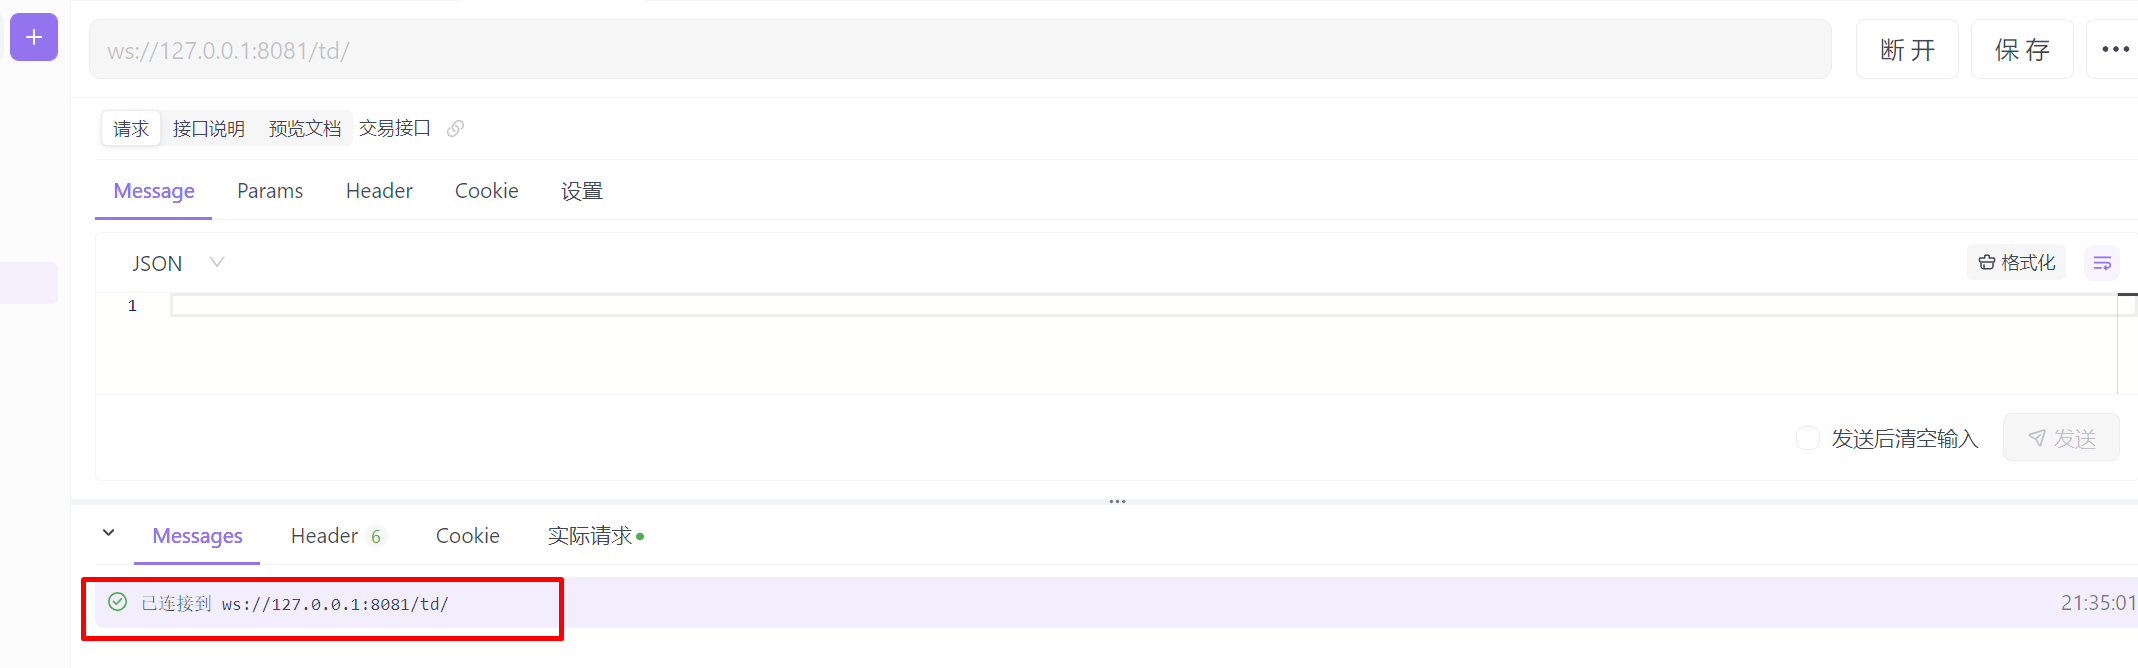 ws://127.0.0.1:8081/td/
断开 保存
请求 接口说明 预览文档 交易接口
Message Params Header Cookie 设置
JSON 格式化
1
发送后清空输入 发送
Messages Header 6 Cookie 实际请求
已连接到 ws://127.0.0.1:8081/td/ 21:35:01